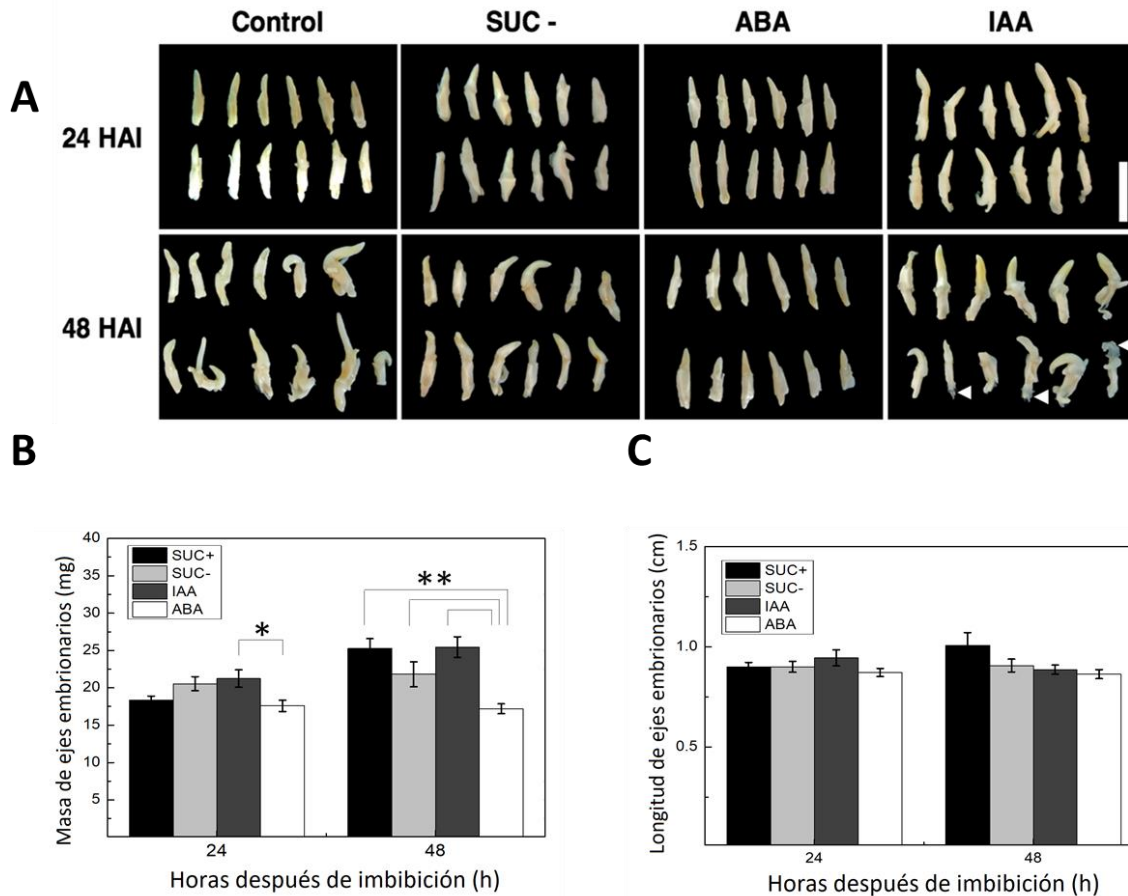 Control SUC - ABA IAA
A
24 HAI
48 HAI
B
C
Masa de ejes embrionarios (mg)
40
35
30
25
20
15
10
5
SUC+
SUC-
IAA
ABA
*
**
24 48
Horas después de imbibición (h)
Longitud de ejes embrionarios (cm)
1.5
1.0
0.5
SUC+
SUC-
IAA
ABA
24 48
Horas después de imbibición (h)